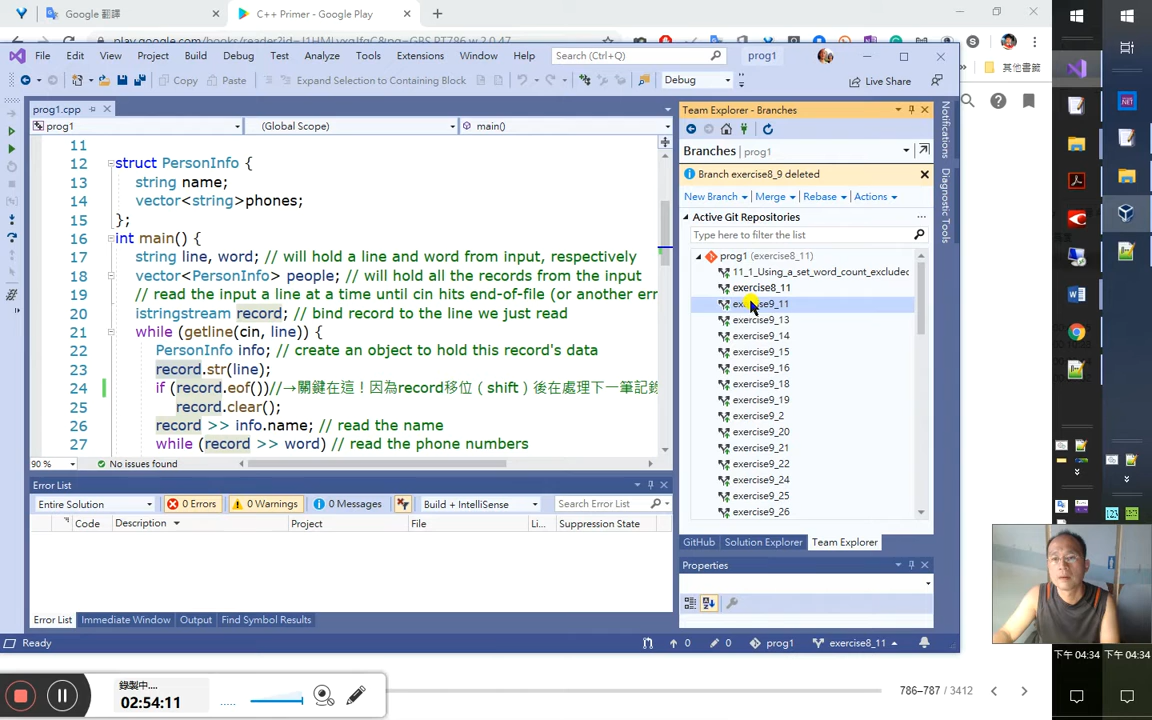 Google 翻譯
C++ Primer - Google Play
File Edit View Project Build Debug Test Analyze Tools Extensions Window Help
Search (Ctrl+Q)
prog1
Copy Paste Expand Selection to Containing Block
Debug
Live Share
其他書籤
prog1.cpp
prog1 (Global Scope) main()
11
12 struct PersonInfo {
13 string name;
14 vector<string>phones;
15 };
16 int main() {
17 string line, word; // will hold a line and word from input, respectively
18 vector<PersonInfo> people; // will hold all the records from the input
19 // read the input a line at a time until cin hits end-of-file (or another err
20 istringstream record; // bind record to the line we just read
21 while (getline(cin, line)) {
22 PersonInfo info; // create an object to hold this record's data
23 record.str(line);
24 if (record.eof())//→關鍵在這！因為record移位（shift）後在處理下一筆記錄
25 record.clear();
26 record >> info.name; // read the name
27 while (record >> word) // read the phone numbers
90 %
No issues found
Error List
Entire Solution 0 Errors 0 Warnings 0 Messages Build + IntelliSense Search Error List
Code Description Project File Li... Suppression State
Error List Immediate Window Output Find Symbol Results
Team Explorer - Branches
Branches prog1
Branch exercise8_9 deleted
New Branch Merge Rebase Actions
Active Git Repositories
Type here to filter the list
prog1 (exercise8_11)
11_1_Using_a_set_word_count_excludec
exercise8_11
exercise9_11
exercise9_13
exercise9_14
exercise9_15
exercise9_16
exercise9_18
exercise9_19
exercise9_2
exercise9_20
exercise9_21
exercise9_22
exercise9_24
exercise9_25
exercise9_26
GitHub Solution Explorer Team Explorer
Properties
Notifications
Diagnostic Tools
Ready
0 0 prog1 exercise8_11
錄製中....
02:54:11
786–787 / 3412
下午 04:34 下午 04:34